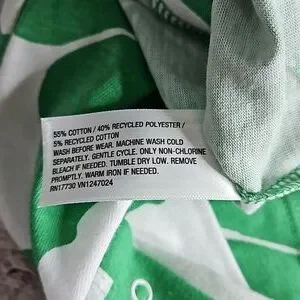 55% COTTON / 40% RECYCLED POLYESTER /
5% RECYCLED COTTON
WASH BEFORE WEAR. MACHINE WASH COLD
SEPARATELY. GENTLE CYCLE. ONLY NON-CHLORINE
BLEACH IF NEEDED. TUMBLE DRY LOW. REMOVE
PROMPTLY. WARM IRON IF NEEDED.
RN17730 VN1247024